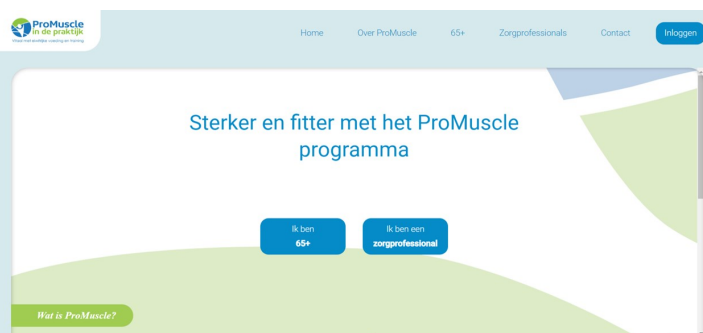 ProMuscle
in de praktijk
Home
Over ProMuscle
65+
Zorgprofessionals
Contact
Inloggen
Sterker en fitter met het ProMuscle
programma
Ik ben
65+
Ik ben een
zorgprofessional
Wat is ProMuscle?